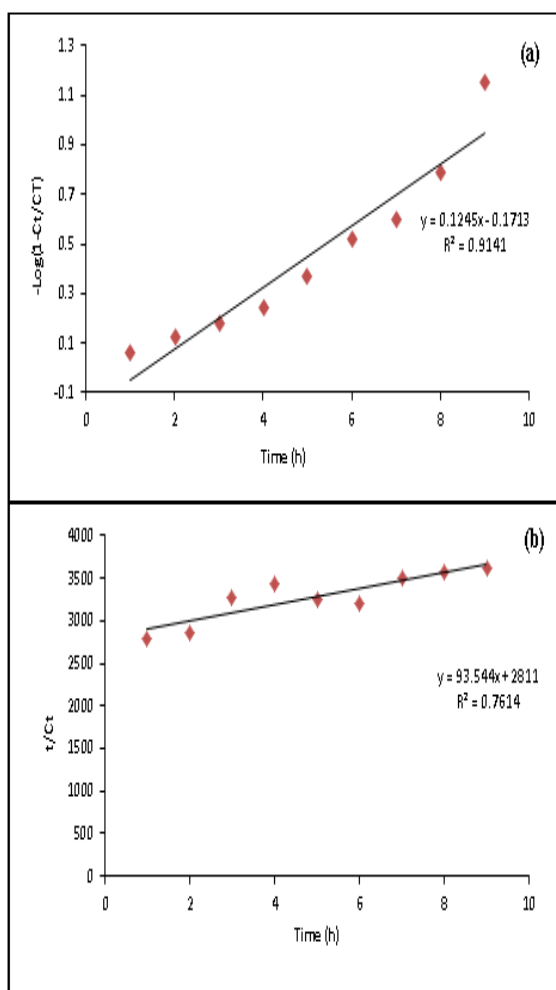 (a)
1.3
1.1
0.9
0.7
0.5
0.3
0.1
-0.1
-Log(1-Ct/CT)
y = 0.1245x - 0.1713
R² = 0.9141
0 2 4 6 8 10
Time (h)
(b)
4000
3500
3000
2500
2000
1500
1000
500
0
t/Ct
y = 93.544x + 2811
R² = 0.7614
0 2 4 6 8 10
Time (h)